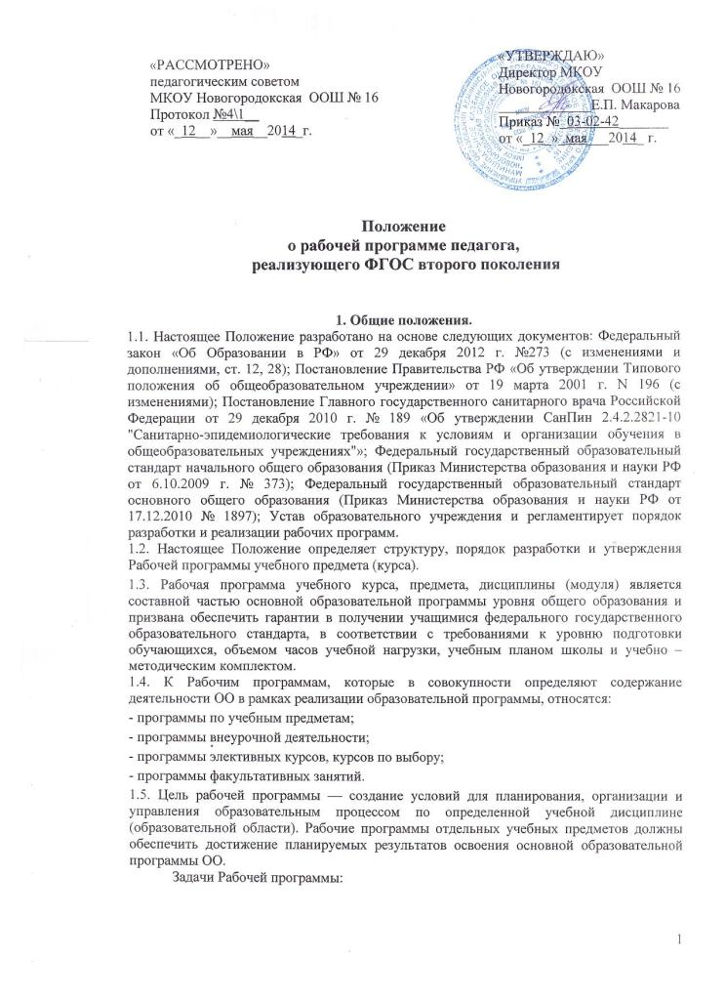 «РАССМОТРЕНО»
педагогическим советом
МКОУ Новогородокская  ООШ № 16
Протокол №4\1__
от «_12__»__мая__2014_г.
«УТВЕРЖДАЮ»
Директор МКОУ
Новогородокская  ООШ № 16
____________Е.П. Макарова
Приказ №_03-02-42_______
от «_12_»_мая___2014_ г.
Положение
о рабочей программе педагога,
реализующего ФГОС второго поколения
1. Общие положения.
1.1. Настоящее Положение разработано на основе следующих документов: Федеральный
закон «Об Образовании в РФ» от 29 декабря 2012 г. №273 (с изменениями и
дополнениями, ст. 12, 28); Постановление Правительства РФ «Об утверждении Типового
положения об общеобразовательном учреждении» от 19 марта 2001 г. N 196 (с
изменениями); Постановление Главного государственного санитарного врача Российской
Федерации от 29 декабря 2010 г. № 189 «Об утверждении СанПин 2.4.2.2821-10
"Санитарно-эпидемиологические требования к условиям и организации обучения в
общеобразовательных учреждениях"»; Федеральный государственный образовательный
стандарт начального общего образования (Приказ Министерства образования и науки РФ
от 6.10.2009 г. № 373); Федеральный государственный образовательный стандарт
основного общего образования (Приказ Министерства образования и науки РФ от
17.12.2010 № 1897); Устав образовательного учреждения и регламентирует порядок
разработки и реализации рабочих программ.
1.2. Настоящее Положение определяет структуру, порядок разработки и утверждения
Рабочей программы учебного предмета (курса).
1.3. Рабочая программа учебного курса, предмета, дисциплины (модуля) является
составной частью основной образовательной программы уровня общего образования и
призвана обеспечить гарантии в получении учащимися федерального государственного
образовательного стандарта, в соответствии с требованиями к уровню подготовки
обучающихся, объемом часов учебной нагрузки, учебным планом школы и учебно –
методическим комплектом.
1.4. К Рабочим программам, которые в совокупности определяют содержание
деятельности ОО в рамках реализации образовательной программы, относятся:
- программы по учебным предметам;
- программы внеурочной деятельности;
- программы элективных курсов, курсов по выбору;
- программы факультативных занятий.
1.5. Цель рабочей программы — создание условий для планирования, организации и
управления образовательным процессом по определенной учебной дисциплине
(образовательной области). Рабочие программы отдельных учебных предметов должны
обеспечить достижение планируемых результатов освоения основной образовательной
программы ОО.
Задачи Рабочей программы:
1